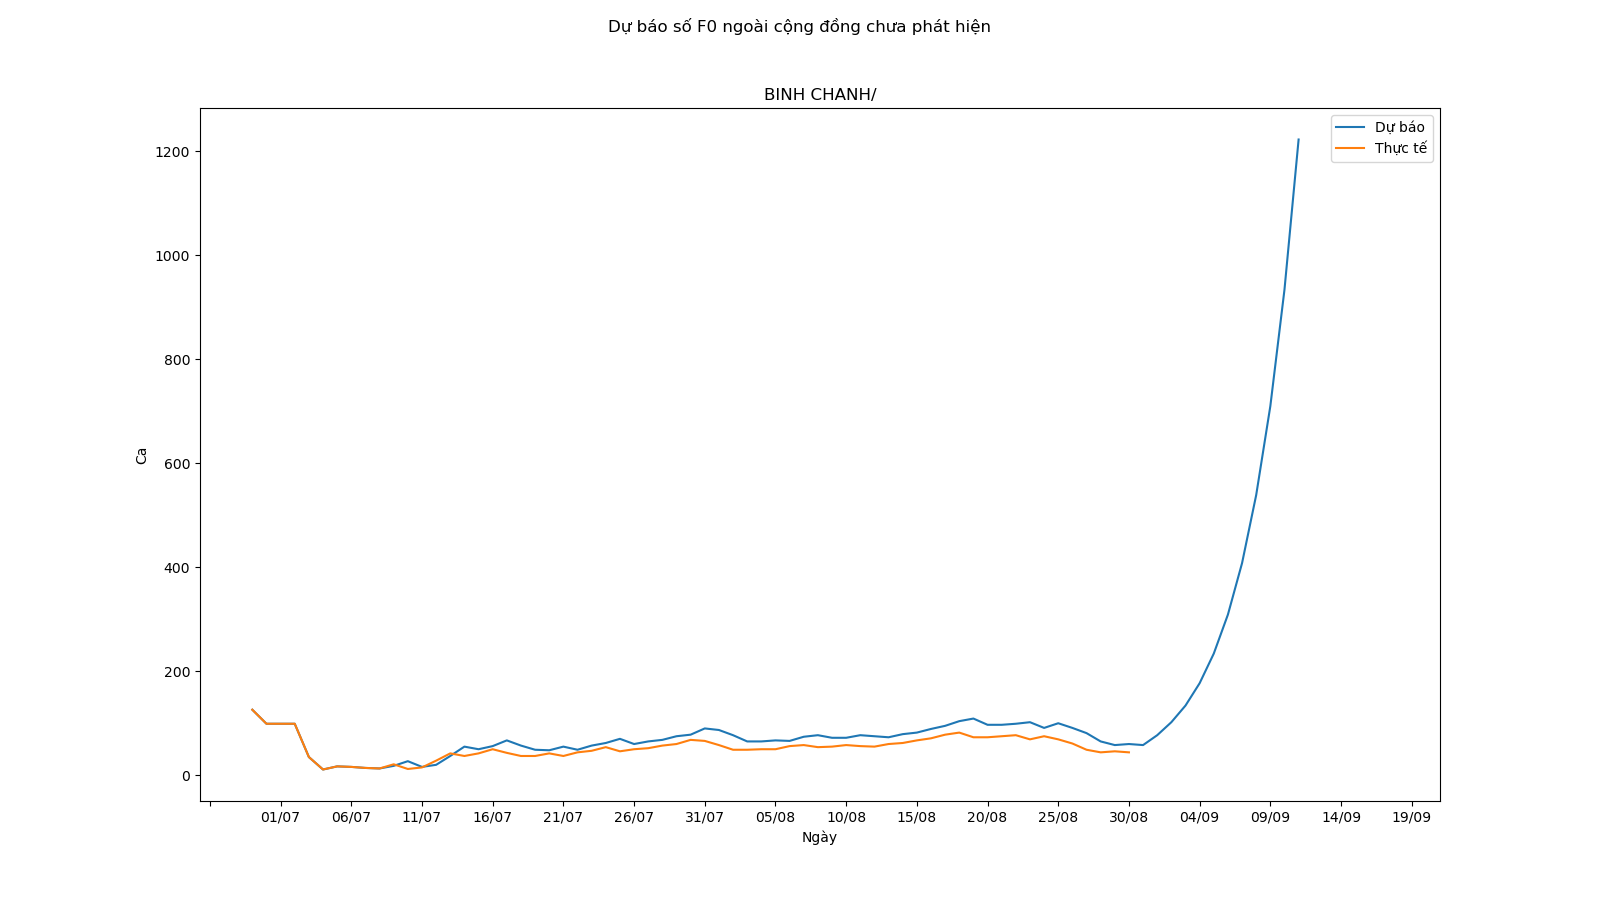 Dự báo số F0 ngoài cộng đồng chưa phát hiện
BINH CHANH/
Dự báo
Thực tế
1200
1000
800
600
400
200
0
Ca
01/07 06/07 11/07 16/07 21/07 26/07 31/07 05/08 10/08 15/08 20/08 25/08 30/08 04/09 09/09 14/09 19/09
Ngày